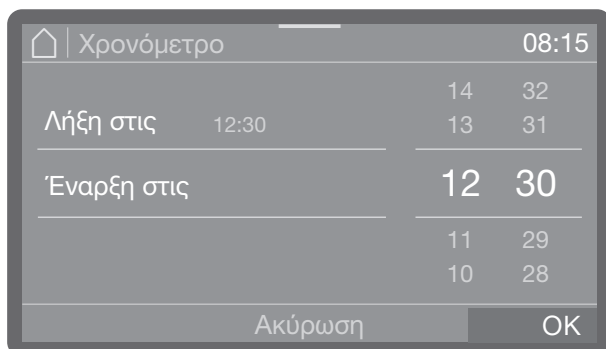 Χρονόμετρο 08:15
14 32
Λήξη στις 12:30 13 31
Έναρξη στις 12 30
11 29
10 28
Ακύρωση OK